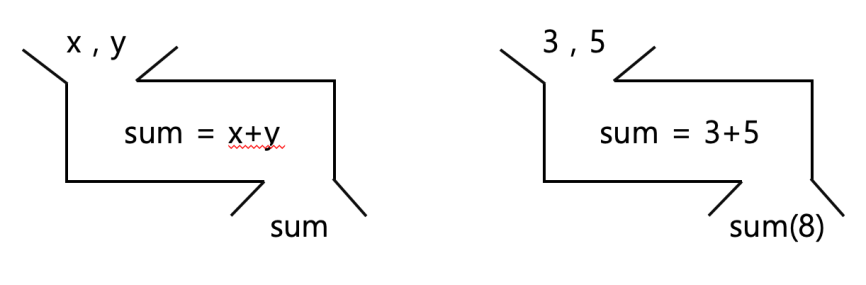 x , y
sum = x+y
sum
3 , 5
sum = 3+5
sum(8)